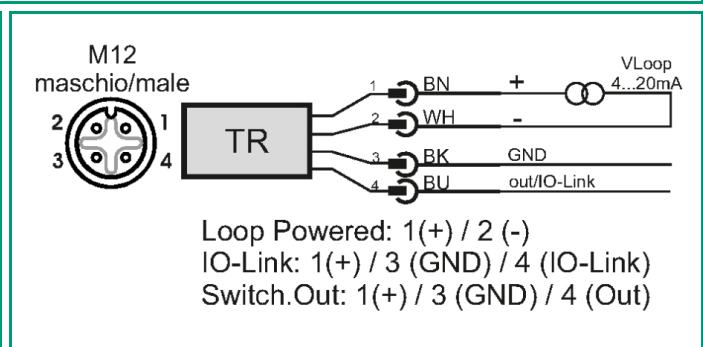 M12
maschio/male
2 1
3 4
TR
1 BN + VLoop
4...20mA
2 WH -
3 BK GND
4 BU out/IO-Link
Loop Powered: 1(+) / 2 (-)
IO-Link: 1(+) / 3 (GND) / 4 (IO-Link)
Switch.Out: 1(+) / 3 (GND) / 4 (Out)